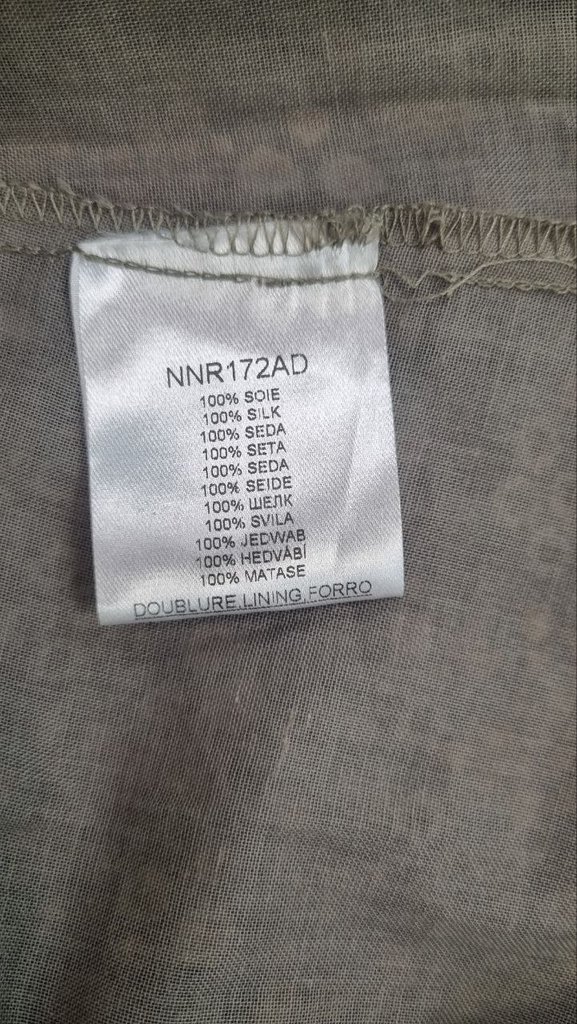 NNR172AD
100% SOIE
100% SILK
100% SEDA
100% SETA
100% SEDA
100% SEIDE
100% ШЕЛК
100% SVILA
100% JEDWAB
100% HEDVÁBÍ
100% MATASE
DOUBLURE,LINING,FORRO